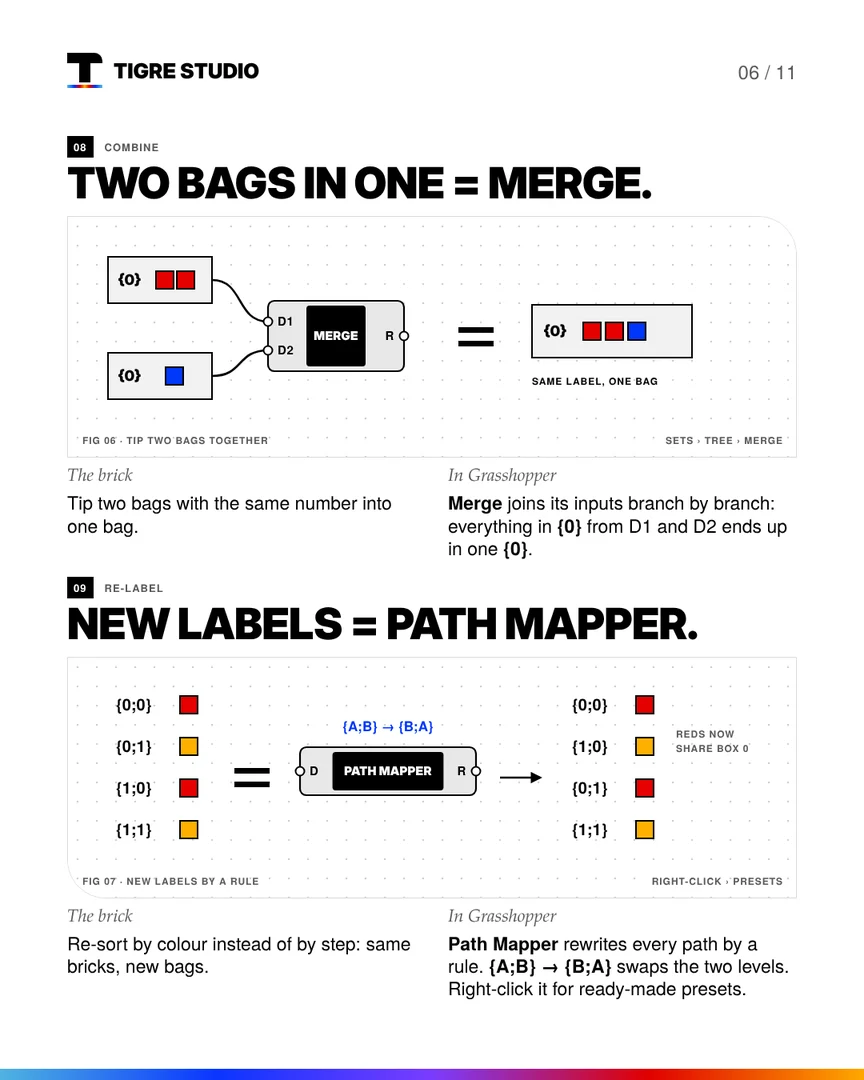 TIGRE STUDIO
06 / 11
08 COMBINE
TWO BAGS IN ONE = MERGE.
{0}
{0}
D1
D2
MERGE
R
=
{0}
SAME LABEL, ONE BAG
FIG 06 · TIP TWO BAGS TOGETHER
SETS › TREE › MERGE
The brick
Tip two bags with the same number into
one bag.
In Grasshopper
Merge joins its inputs branch by branch:
everything in {0} from D1 and D2 ends up
in one {0}.
09 RE-LABEL
NEW LABELS = PATH MAPPER.
{0;0}
{0;1}
{1;0}
{1;1}
=
{A;B} → {B;A}
D PATH MAPPER R
{0;0}
{1;0}
{0;1}
{1;1}
REDS NOW
SHARE BOX 0
FIG 07 · NEW LABELS BY A RULE
RIGHT-CLICK › PRESETS
The brick
Re-sort by colour instead of by step: same
bricks, new bags.
In Grasshopper
Path Mapper rewrites every path by a
rule. {A;B} → {B;A} swaps the two levels.
Right-click it for ready-made presets.